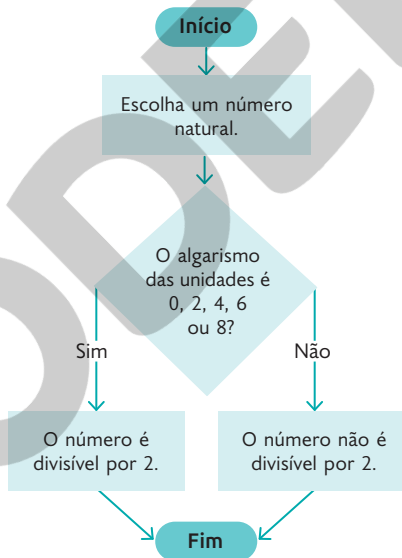 Início
Escolha um número
natural.
O algarismo
das unidades é
0, 2, 4, 6
ou 8?
Sim
Não
O número é
divisível por 2.
O número não é
divisível por 2.
Fim